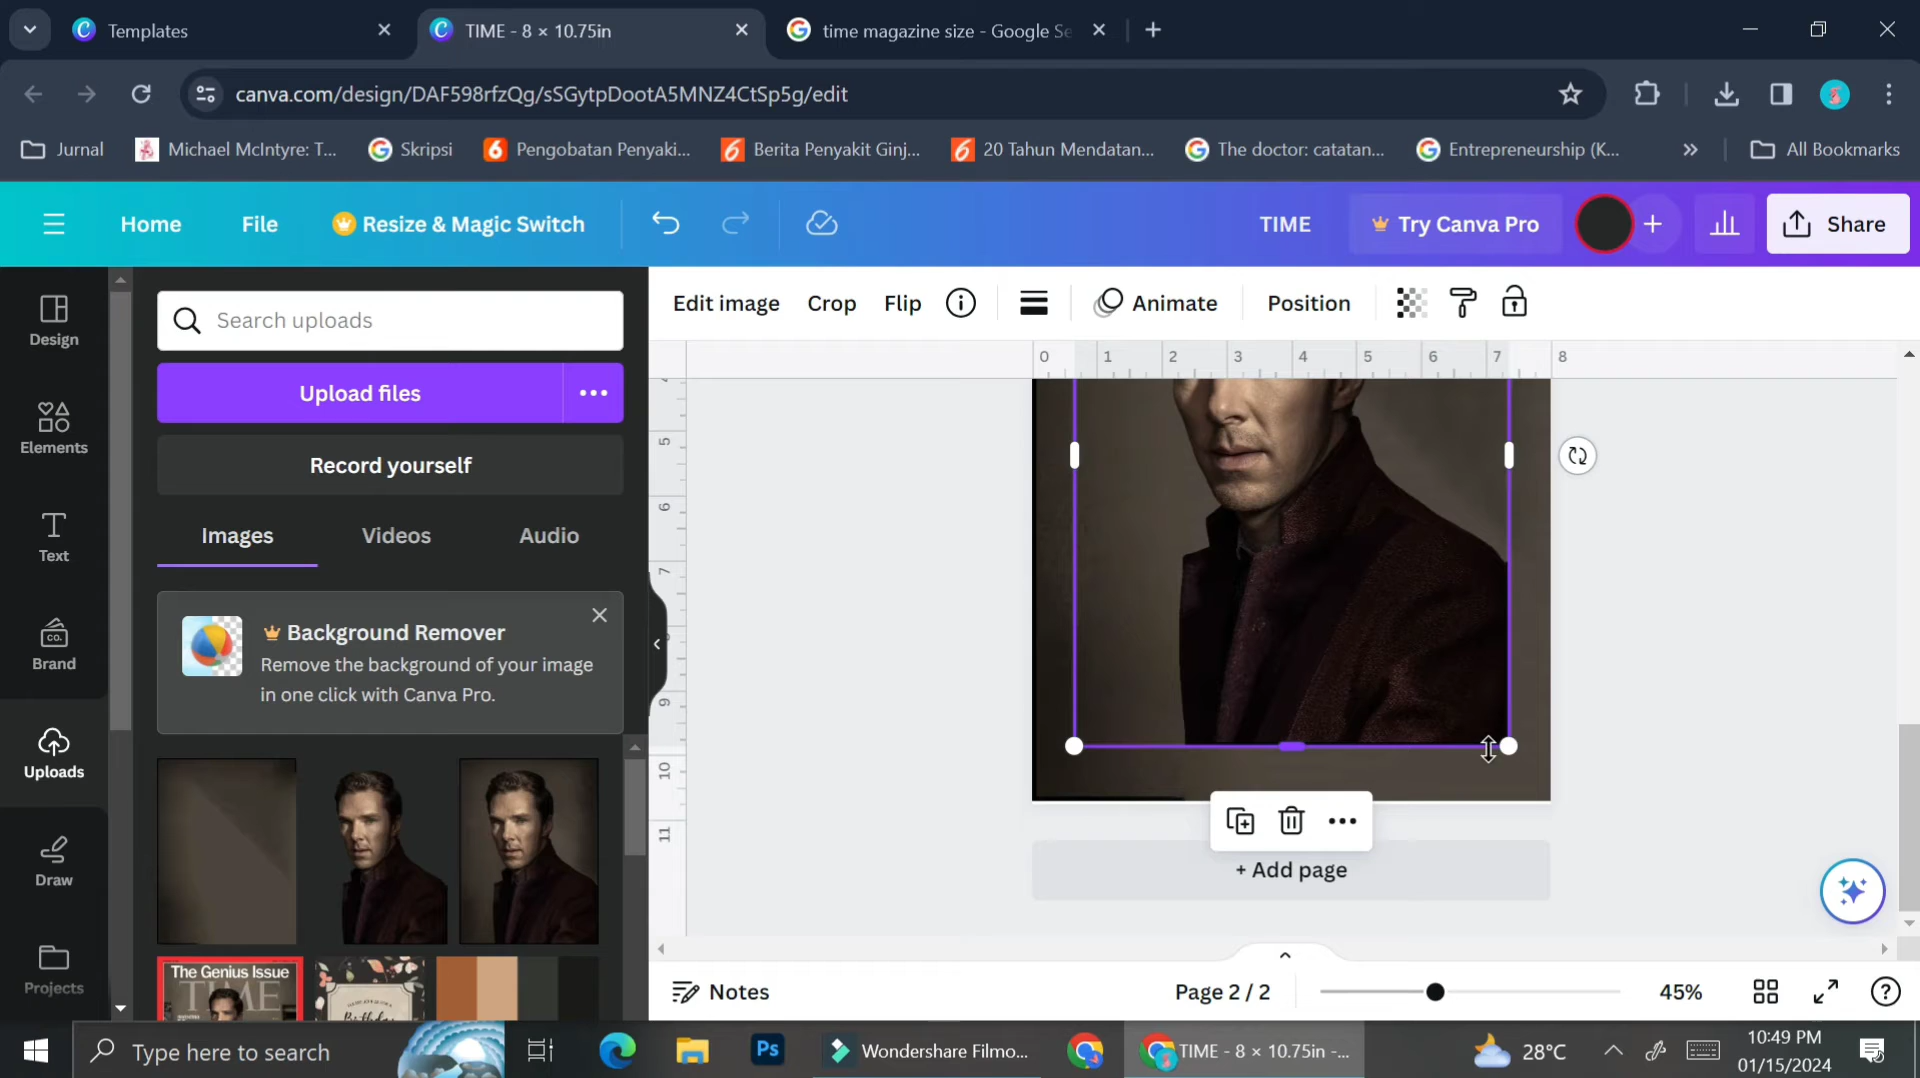 Templates
TIME - 8 × 10.75in
time magazine size - Google Se
canva.com/design/DAF598rfzQg/sSGytpDootA5MNZ4CtSp5g/edit
Jurnal
Michael McIntyre: T...
Skripsi
Pengobatan Penyaki...
Berita Penyakit Ginj...
20 Tahun Mendatan...
The doctor: catatan...
Entrepreneurship (K...
All Bookmarks
Home
File
Resize & Magic Switch
TIME
Try Canva Pro
Share
Design
Elements
Text
Brand
Uploads
Draw
Projects
Search uploads
Upload files
Record yourself
Images
Videos
Audio
Background Remover
Remove the background of your image
in one click with Canva Pro.
The Genius Issue
TIME
Birthday
Edit image
Crop
Flip
Animate
Position
0 1 2 3 4 5 6 7 8
5
6
7
9
10
11
+ Add page
Notes
Page 2 / 2
45%
Type here to search
Ps
Wondershare Filmo...
TIME - 8 × 10.75in -...
28°C
10:49 PM
01/15/2024